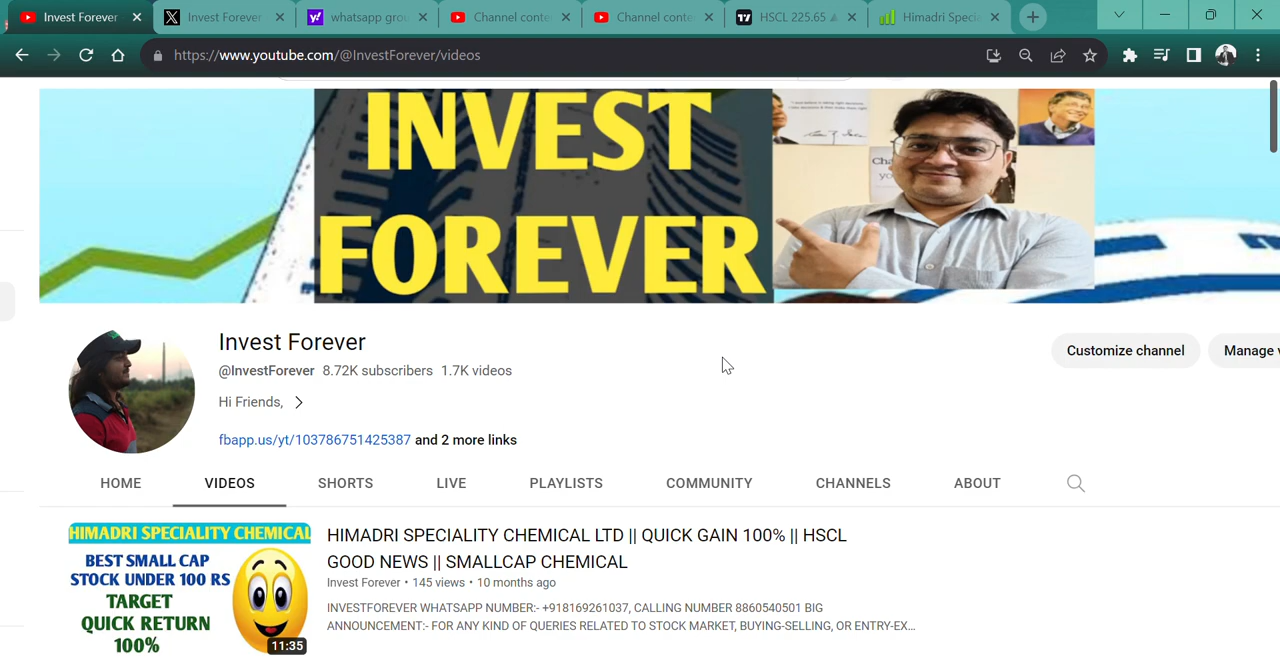 Invest Forever
Invest Forever
whatsapp grou
Channel conte
Channel conte
HSCL 225.65 ▲
Himadri Speci
https://www.youtube.com/@InvestForever/videos
INVEST
FOREVER
Invest Forever
@InvestForever 8.72K subscribers 1.7K videos
Hi Friends,
fbapp.us/yt/103786751425387 and 2 more links
Customize channel
Manage
HOME
VIDEOS
SHORTS
LIVE
PLAYLISTS
COMMUNITY
CHANNELS
ABOUT
HIMADRI SPECIALITY CHEMICAL
BEST SMALL CAP
STOCK UNDER 100 RS
TARGET
QUICK RETURN
100%
11:35
HIMADRI SPECIALITY CHEMICAL LTD || QUICK GAIN 100% || HSCL
GOOD NEWS || SMALLCAP CHEMICAL
Invest Forever • 145 views • 10 months ago
INVESTFOREVER WHATSAPP NUMBER:- +918169261037, CALLING NUMBER 8860540501 BIG
ANNOUNCEMENT:- FOR ANY KIND OF QUERIES RELATED TO STOCK MARKET, BUYING-SELLING, OR ENTRY-EX...